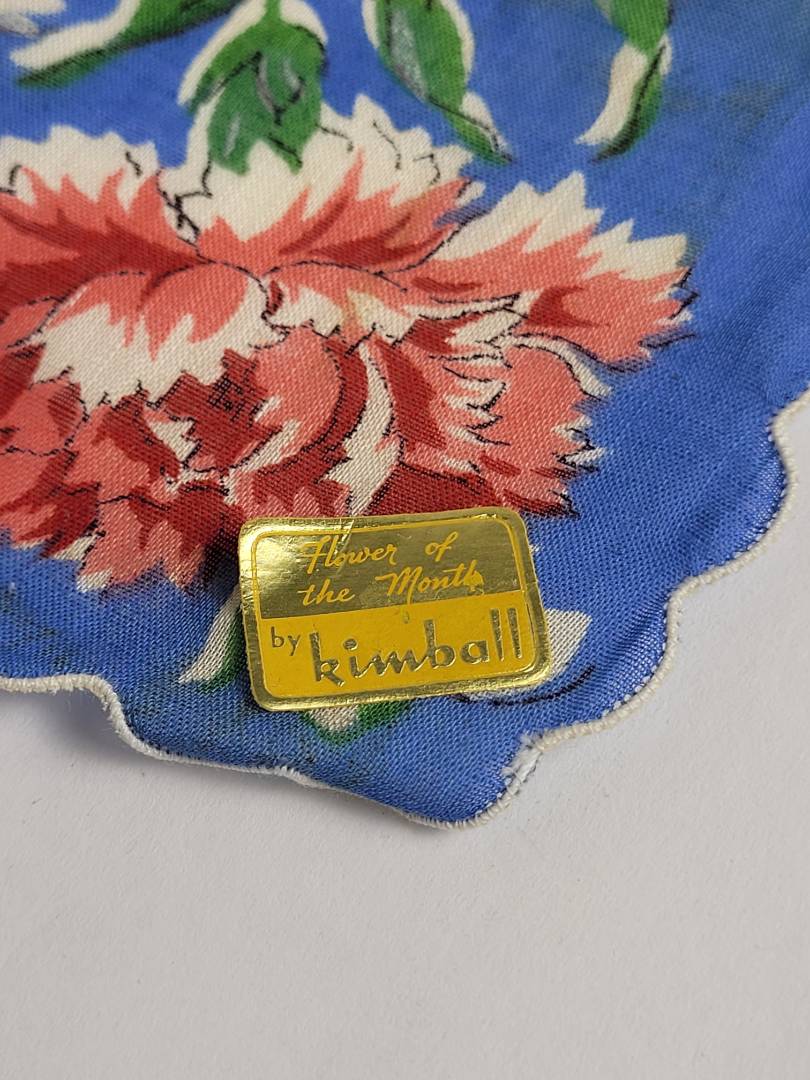 Flower of
the Month
by kimball